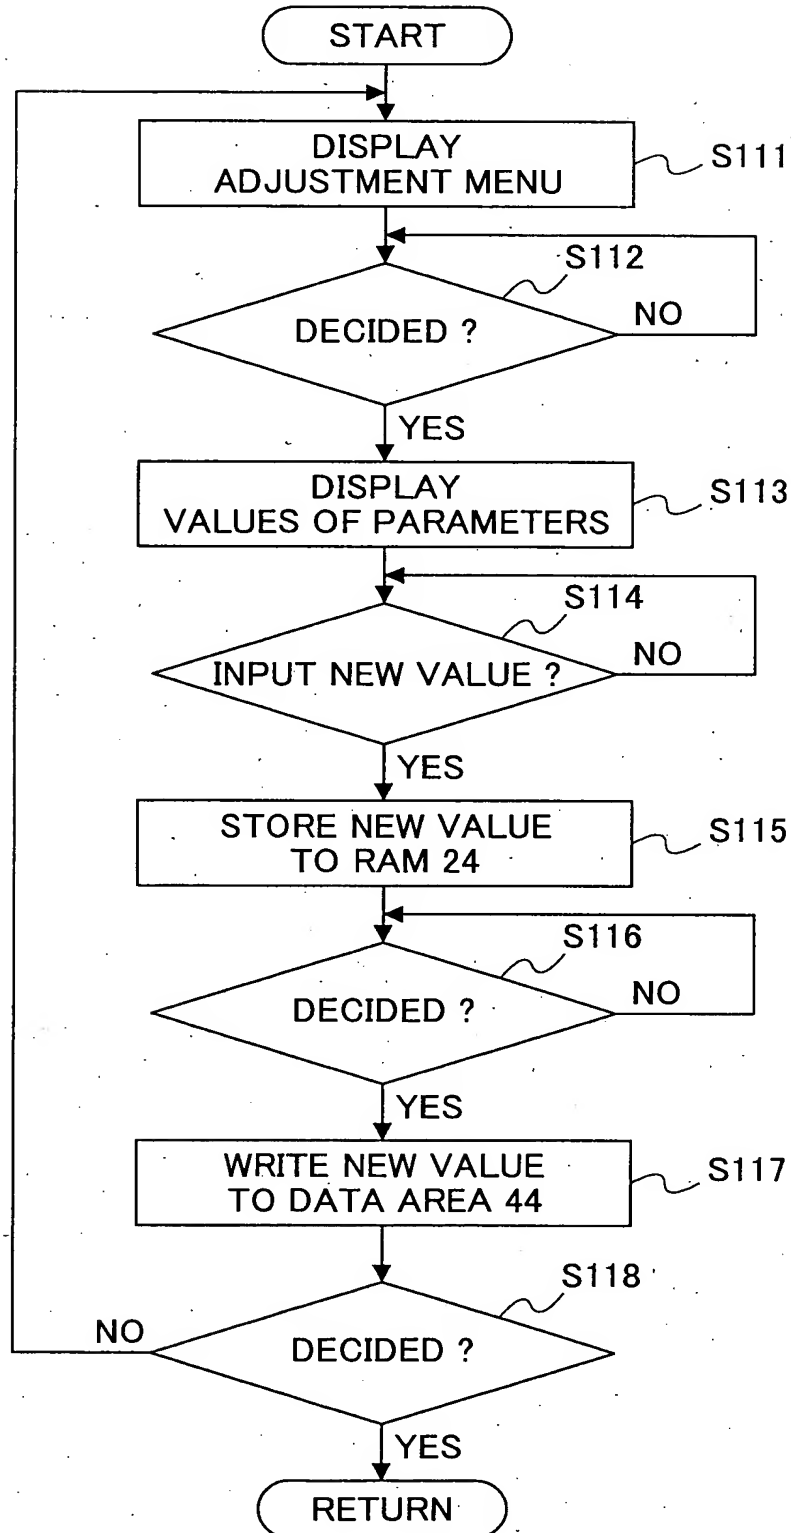 START
DISPLAY
ADJUSTMENT MENU
S111
S112
DECIDED ?
NO
YES
DISPLAY
VALUES OF PARAMETERS
S113
S114
INPUT NEW VALUE ?
NO
YES
STORE NEW VALUE
TO RAM 24
S115
S116
DECIDED ?
NO
YES
WRITE NEW VALUE
TO DATA AREA 44
S117
S118
NO
DECIDED ?
YES
RETURN